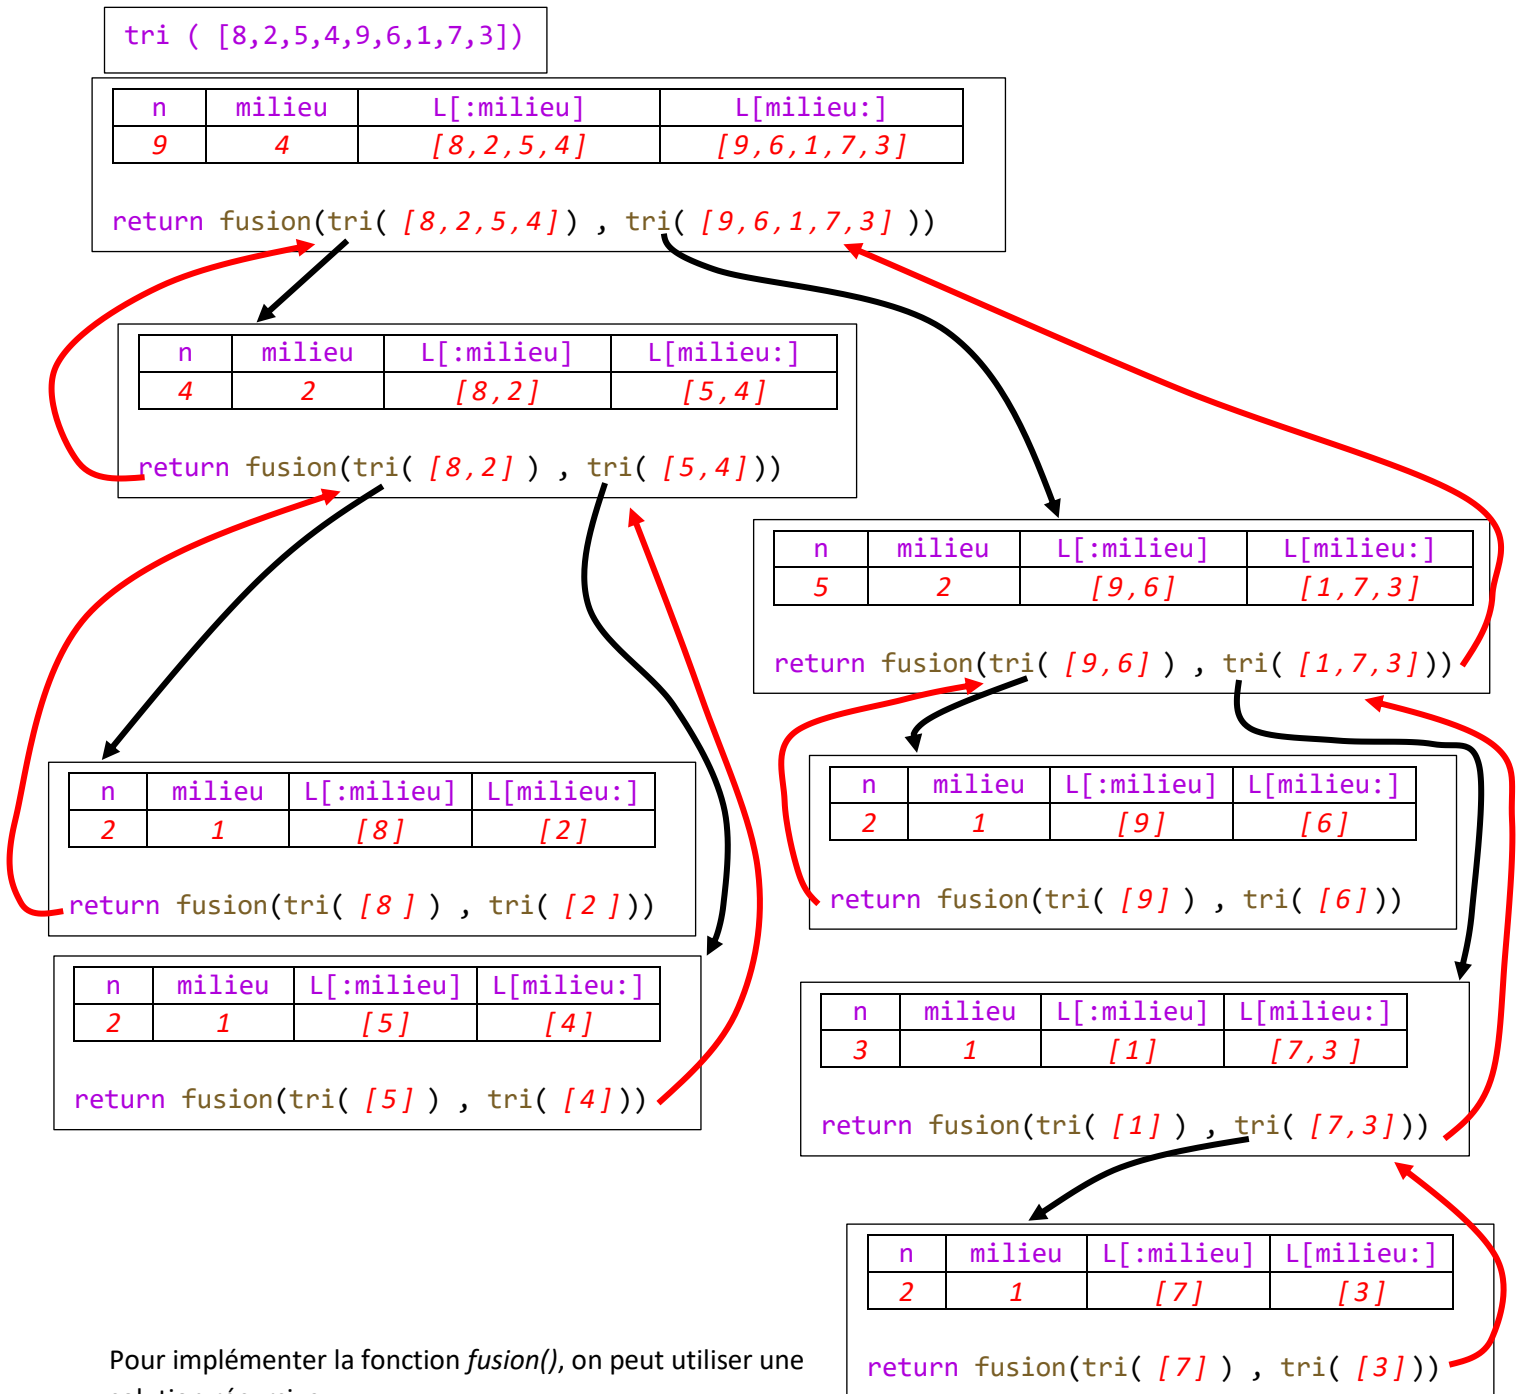 tri ( [8,2,5,4,9,6,1,7,3])
n milieu L[:milieu] L[milieu:]
9 4 [8,2,5,4] [9,6,1,7,3]
return fusion(tri( [8,2,5,4]) , tri( [9,6,1,7,3] ))
n milieu L[:milieu] L[milieu:]
4 2 [8,2] [5,4]
return fusion(tri( [8,2] ) , tri( [5,4]))
n milieu L[:milieu] L[milieu:]
5 2 [9,6] [1,7,3]
return fusion(tri( [9,6] ) , tri( [1,7,3]))
n milieu L[:milieu] L[milieu:]
2 1 [8] [2]
return fusion(tri( [8 ] ) , tri( [2 ]))
n milieu L[:milieu] L[milieu:]
2 1 [9] [6]
return fusion(tri( [9] ) , tri( [6]))
n milieu L[:milieu] L[milieu:]
2 1 [5] [4]
return fusion(tri( [5] ) , tri( [4]))
n milieu L[:milieu] L[milieu:]
3 1 [1] [7,3 ]
return fusion(tri( [1] ) , tri( [7,3]))
n milieu L[:milieu] L[milieu:]
2 1 [7] [3]
return fusion(tri( [7] ) , tri( [3]))
Pour implémenter la fonction fusion(), on peut utiliser une